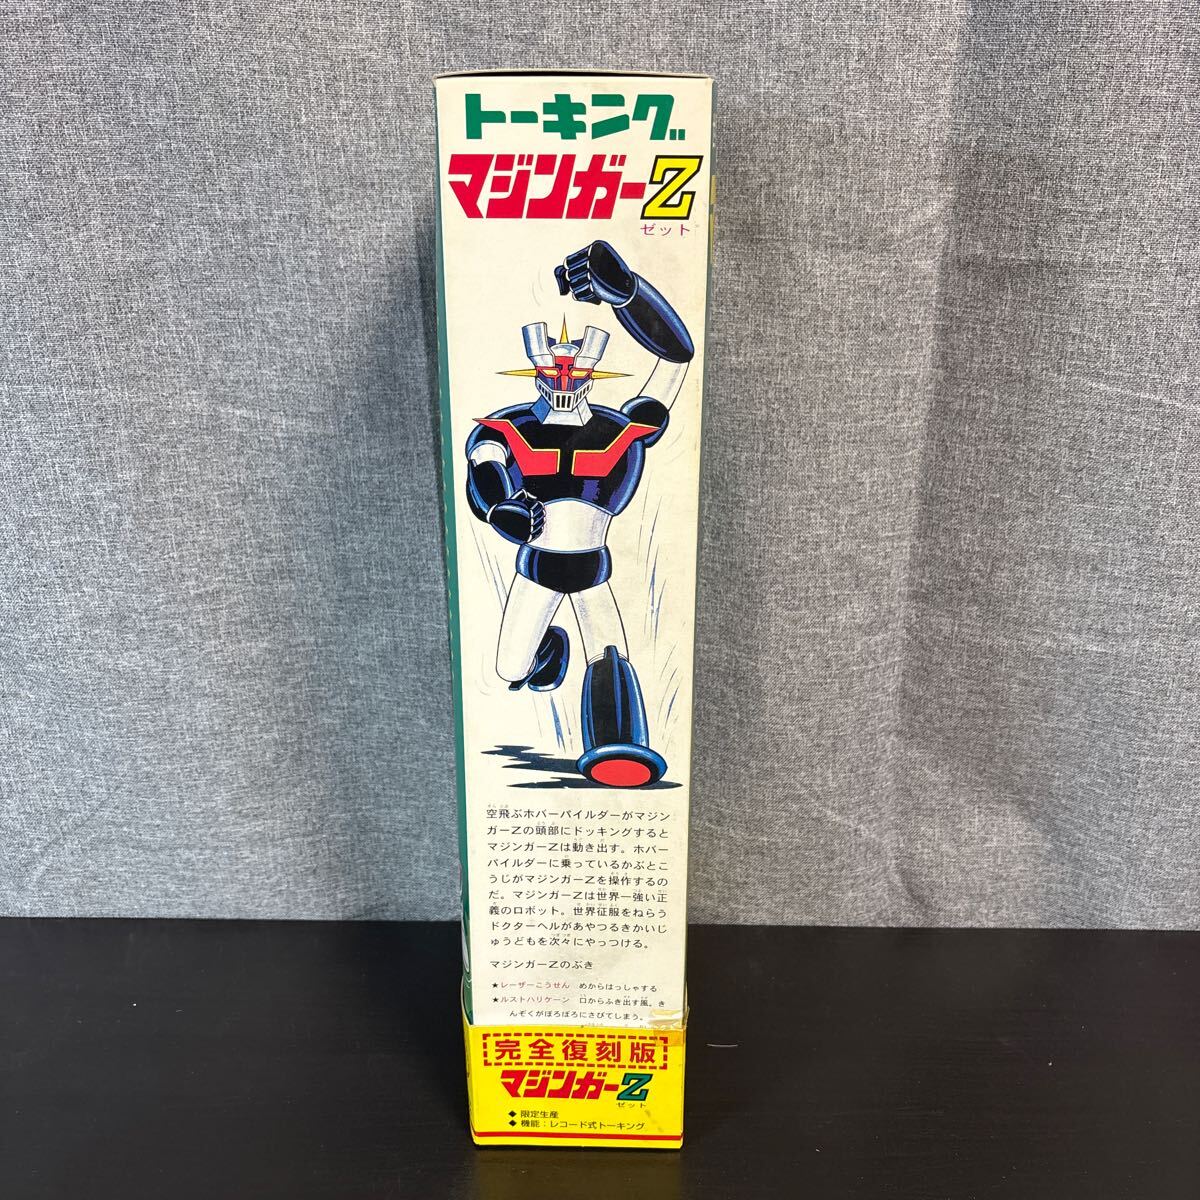 トーキング
マジンガーZ
ゼット
空飛ぶホバーパイルダーがマジン
ガーZの頭部にドッキングすると
マジンガーZは動き出す。ホバー
パイルダーに乗っているかぶとこ
うじがマジンガーZを操作するの
だ。マジンガーZは世界一強い正
義のロボット。世界征服をねらう
ドクターヘルがあやつるきかいじ
ゅうどもを次々にやっつける。
マジンガーZのぶき
★レーザーこうせん めからはっしゃする
★ルストハリケーン 口からふき出す風。き
んぞくがぼろぼろにさびてしまう。
完全復刻版
マジンガーZ
ゼット
◆ 限定生産
◆ 機能：レコード式トーキング